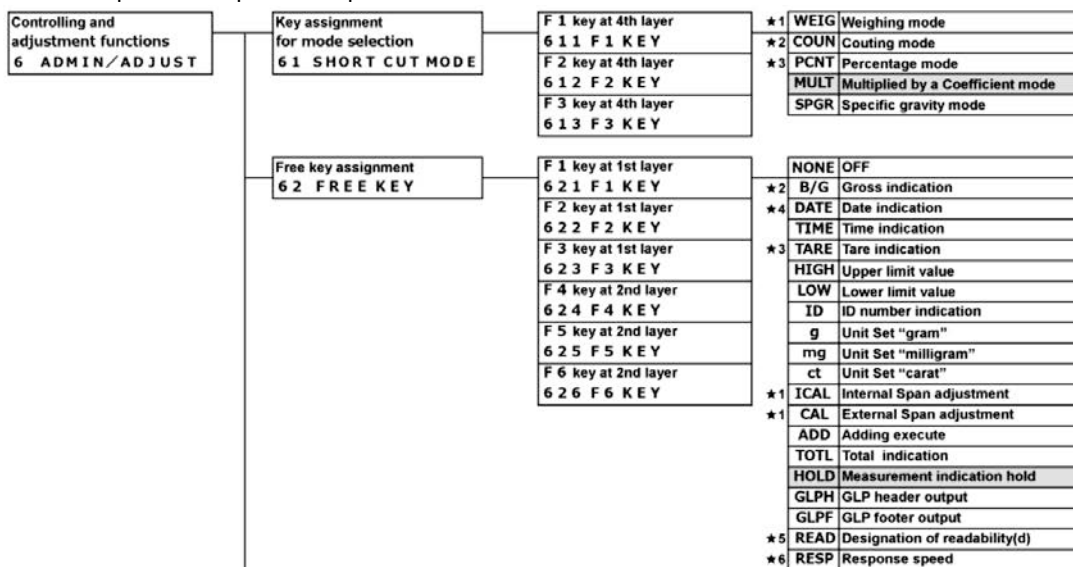 Controlling and
adjustment functions
6 ADMIN／ADJUST
Key assignment
for mode selection
61 SHORT CUT MODE
F 1 key at 4th layer
611 F1 KEY
F 2 key at 4th layer
612 F2 KEY
F 3 key at 4th layer
613 F3 KEY
★1 WEIG Weighing mode
★2 COUN Couting mode
★3 PCNT Percentage mode
MULT Multiplied by a Coefficient mode
SPGR Specific gravity mode
Free key assignment
62 FREE KEY
F 1 key at 1st layer
621 F1 KEY
F 2 key at 1st layer
622 F2 KEY
F 3 key at 1st layer
623 F3 KEY
F 4 key at 2nd layer
624 F4 KEY
F 5 key at 2nd layer
625 F5 KEY
F 6 key at 2nd layer
626 F6 KEY
NONE OFF
★2 B/G Gross indication
★4 DATE Date indication
TIME Time indication
★3 TARE Tare indication
HIGH Upper limit value
LOW Lower limit value
ID ID number indication
g Unit Set “gram”
mg Unit Set “milligram”
ct Unit Set “carat”
★1 ICAL Internal Span adjustment
★1 CAL External Span adjustment
ADD Adding execute
TOTL Total indication
HOLD Measurement indication hold
GLPH GLP header output
GLPF GLP footer output
★5 READ Designation of readability(d)
★6 RESP Response speed